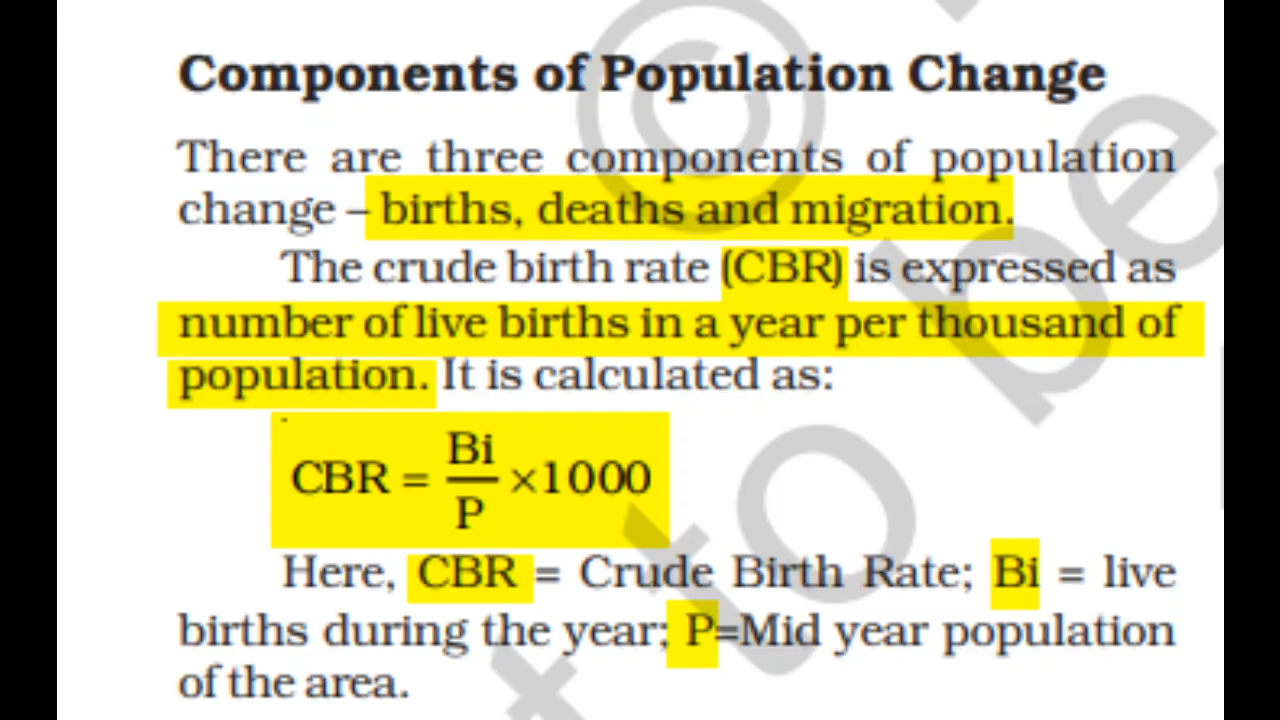 Components of Population Change
There are three components of population
change – births, deaths and migration.
The crude birth rate (CBR) is expressed as
number of live births in a year per thousand of
population. It is calculated as:
CBR = Bi/P ×1000
Here, CBR = Crude Birth Rate; Bi = live
births during the year; P=Mid year population
of the area.
© 
to be